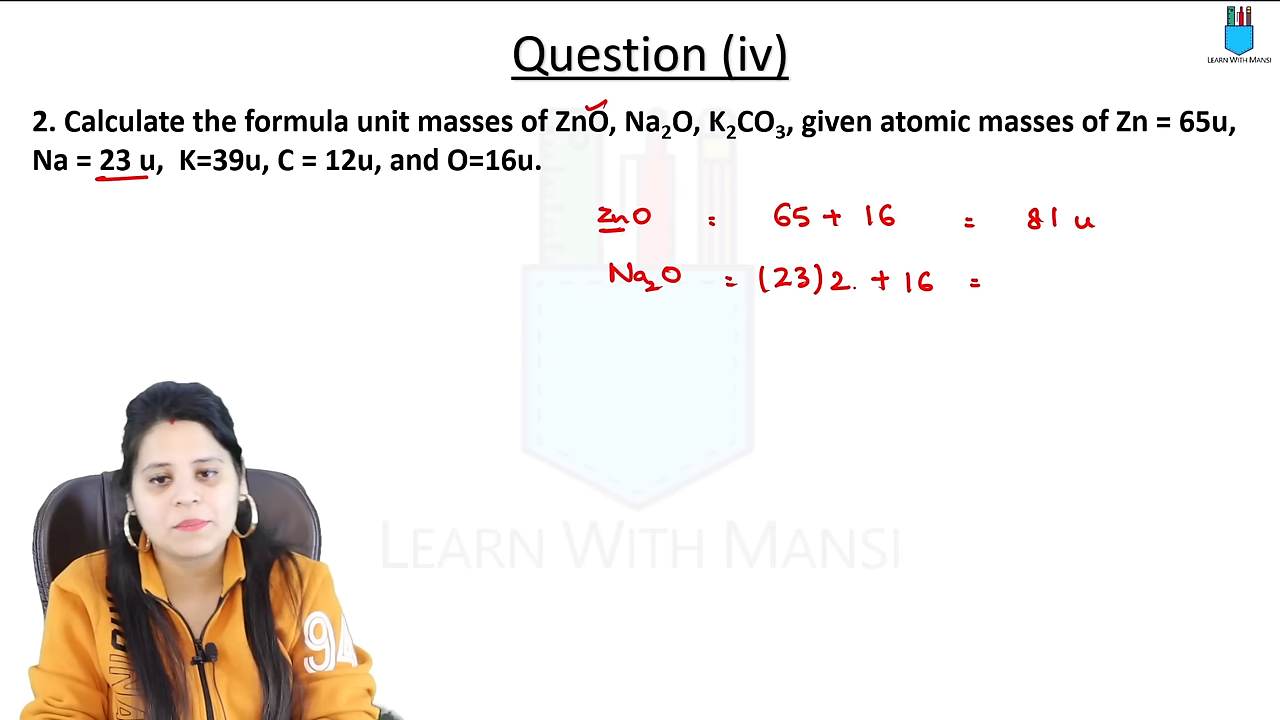 Question (iv)
LEARN WITH MANSI
2. Calculate the formula unit masses of ZnO, Na₂O, K₂CO₃, given atomic masses of Zn = 65u,
Na = 23 u, K=39u, C = 12u, and O=16u.
ZnO = 65 + 16 = 81 u
Na₂O = (23)2. + 16 =
LEARN WITH MANSI
9A